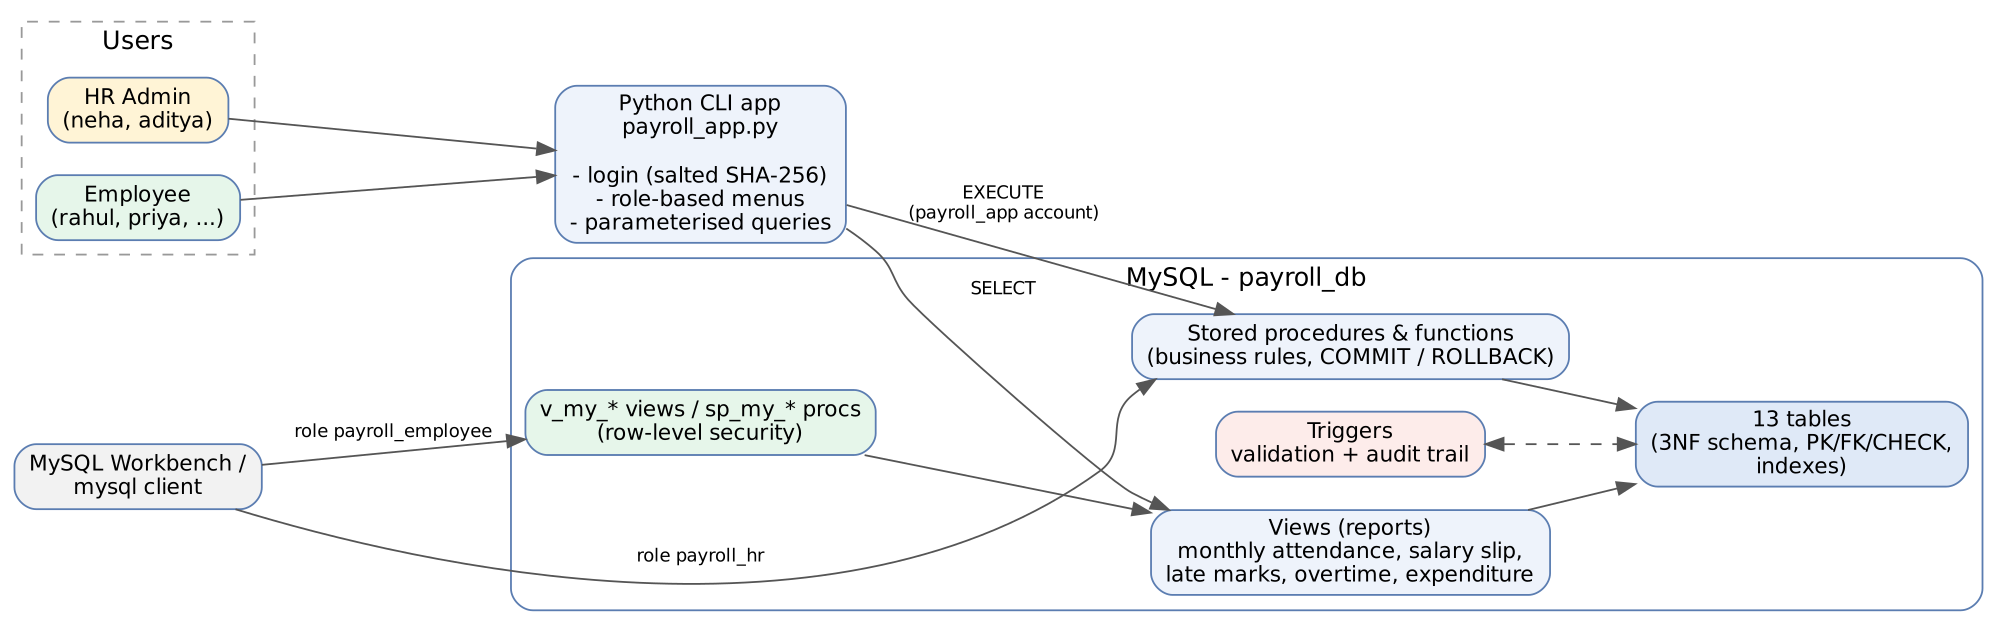 Users
HR Admin
(neha, aditya)
Employee
(rahul, priya, ...)
Python CLI app
payroll_app.py
- login (salted SHA-256)
- role-based menus
- parameterised queries
EXECUTE
(payroll_app account)
SELECT
MySQL - payroll_db
Stored procedures & functions
(business rules, COMMIT / ROLLBACK)
v_my_* views / sp_my_* procs
(row-level security)
Triggers
validation + audit trail
13 tables
(3NF schema, PK/FK/CHECK,
indexes)
role payroll_employee
MySQL Workbench /
mysql client
role payroll_hr
Views (reports)
monthly attendance, salary slip,
late marks, overtime, expenditure